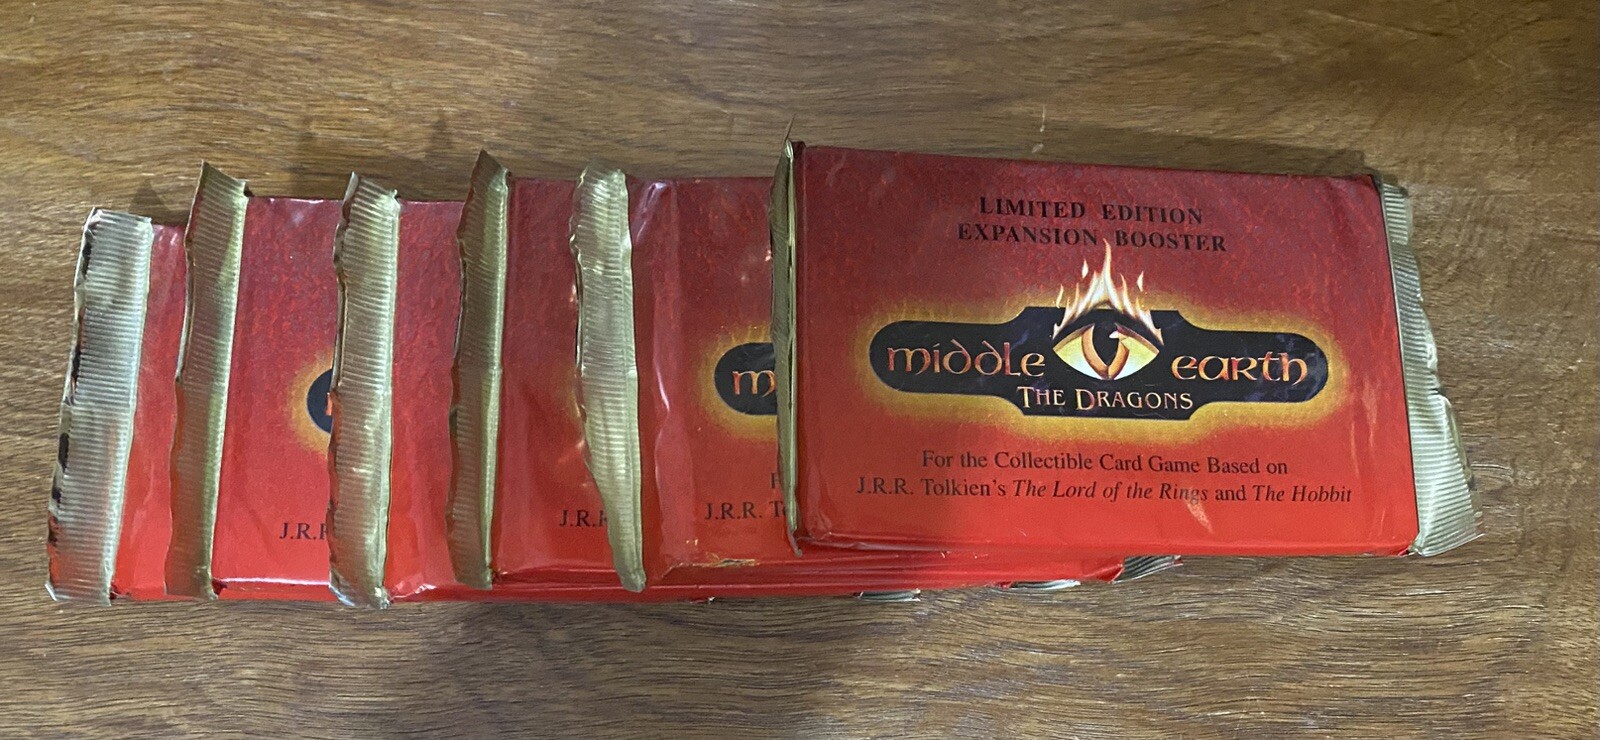 LIMITED EDITION
EXPANSION BOOSTER
miδδLe earth
THE DRAGONS
For the Collectible Card Game Based on
J.R.R. Tolkien's The Lord of the Rings and The Hobbit
m
J.R.R. T
J.R.
J.R.